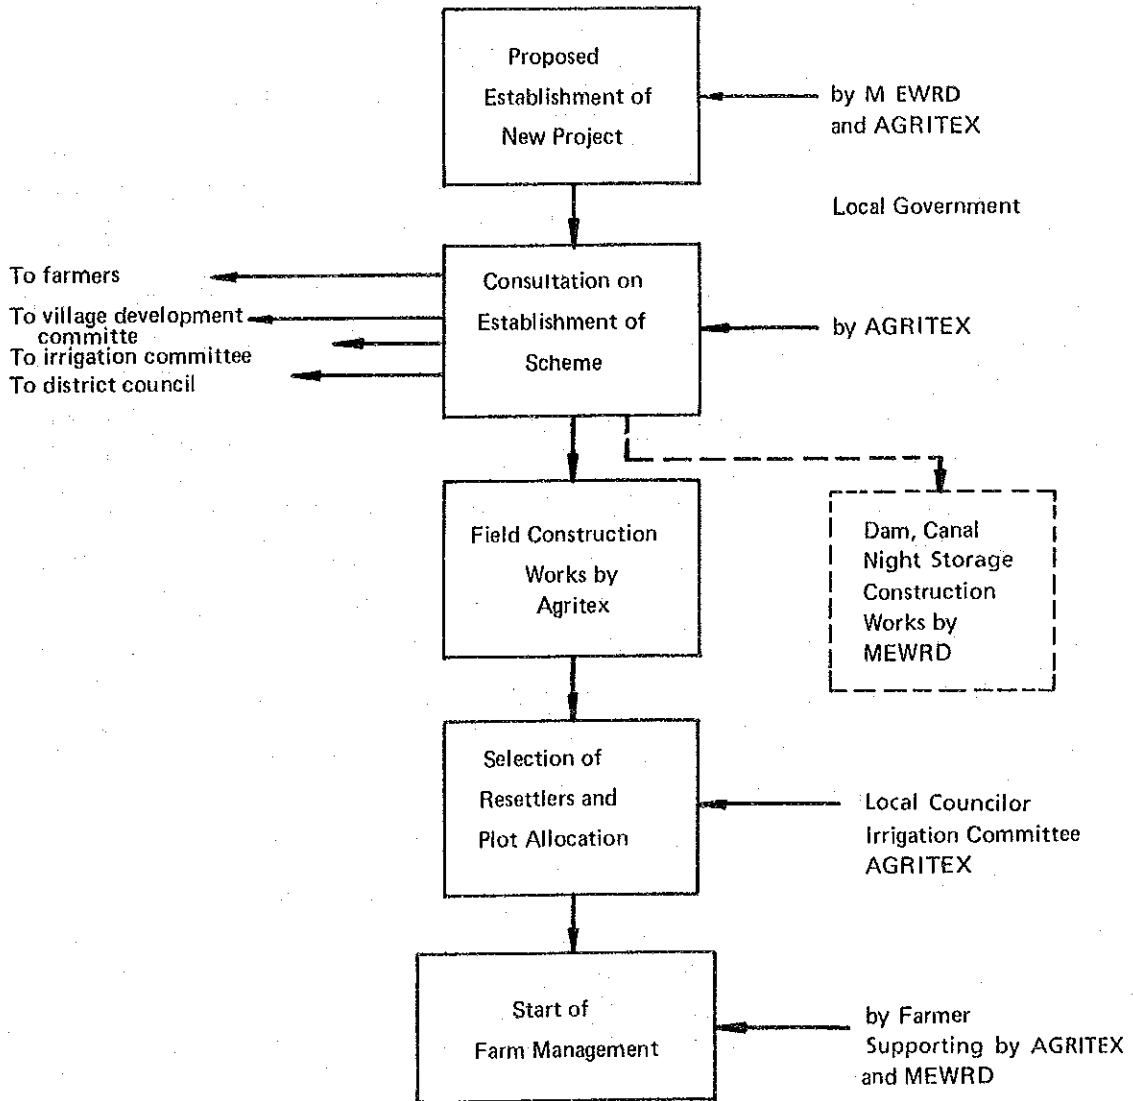 Proposed
Establishment of
New Project
by M EWRD
and AGRITEX
Local Government
To farmers
To village development
committe
To irrigation committee
To district council
Consultation on
Establishment of
Scheme
by AGRITEX
Field Construction
Works by
Agritex
Dam, Canal
Night Storage
Construction
Works by
MEWRD
Selection of
Resettlers and
Plot Allocation
Local Councilor
Irrigation Committee
AGRITEX
Start of
Farm Management
by Farmer
Supporting by AGRITEX
and MEWRD